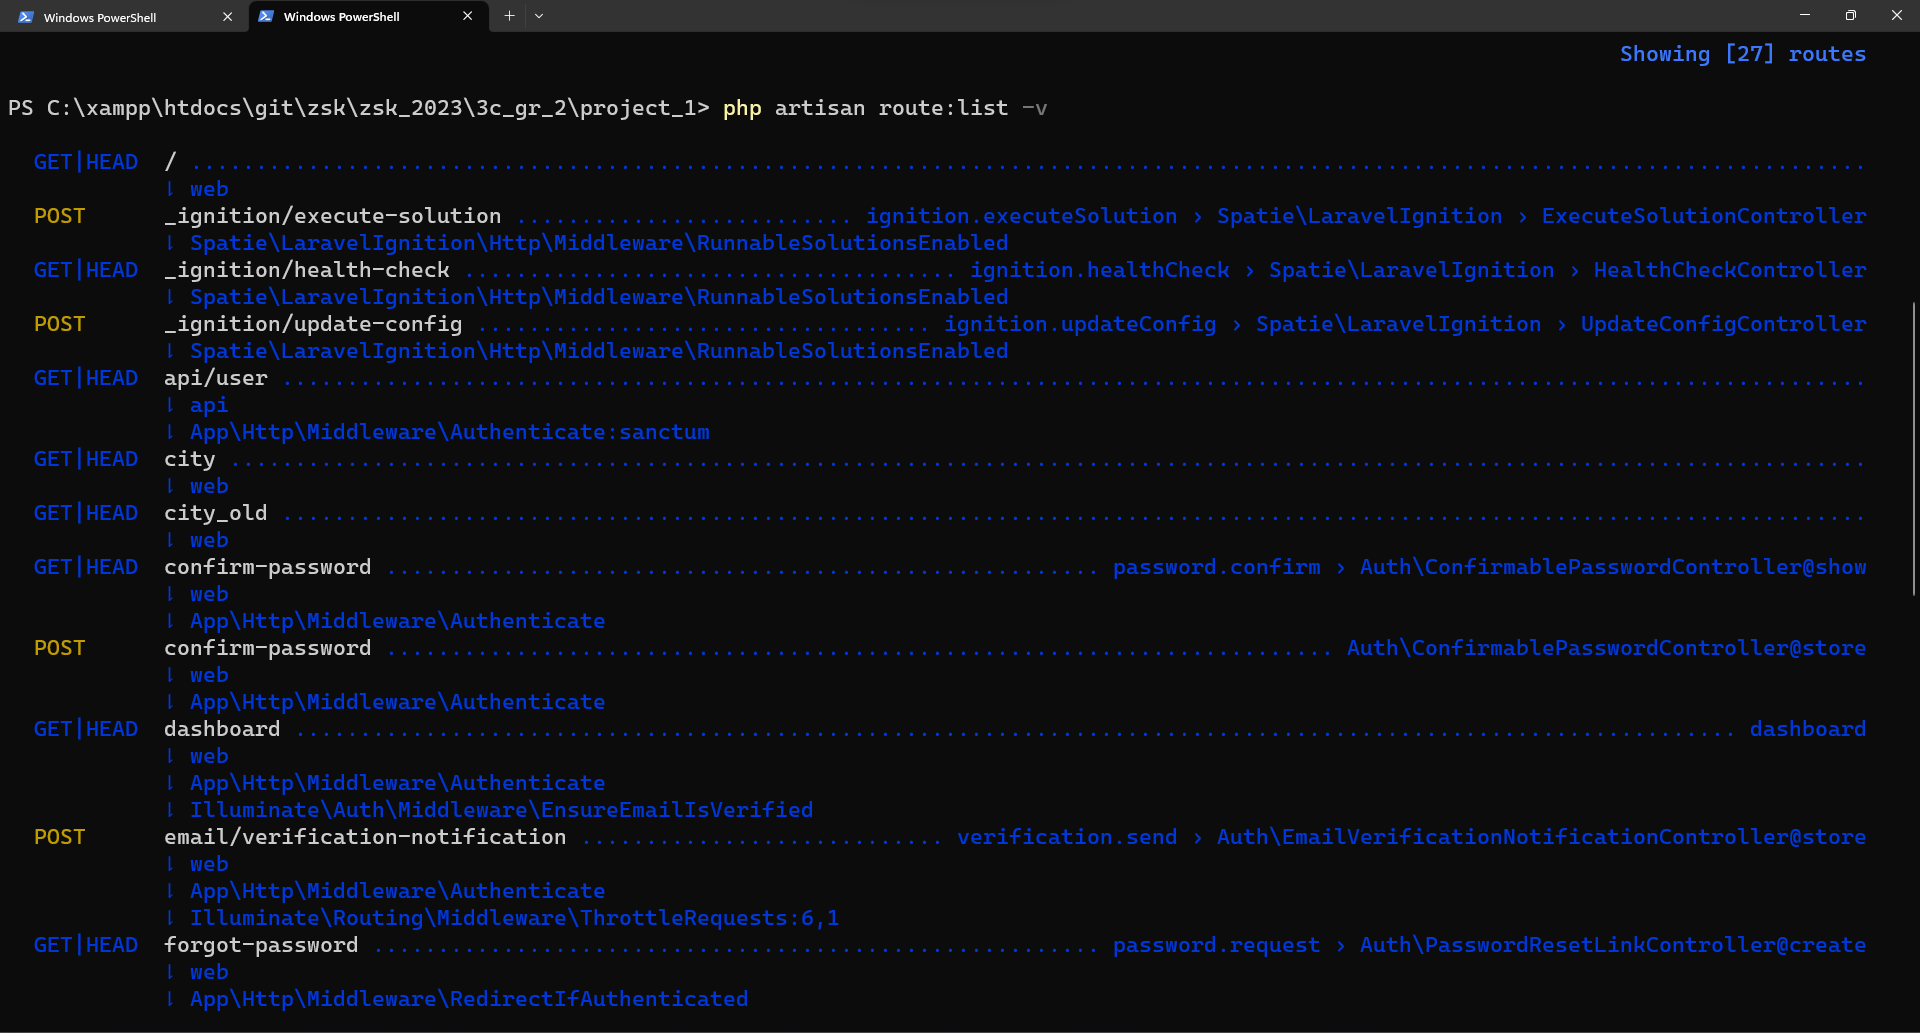 Windows PowerShell
Windows PowerShell
Showing [27] routes
PS C:\xampp\htdocs\git\zsk\zsk_2023\3c_gr_2\project_1> php artisan route:list -v
GET|HEAD / ................................................................................................................................
⇂ web
POST _ignition/execute-solution .......................... ignition.executeSolution › Spatie\LaravelIgnition › ExecuteSolutionController
⇂ Spatie\LaravelIgnition\Http\Middleware\RunnableSolutionsEnabled
GET|HEAD _ignition/health-check ...................................... ignition.healthCheck › Spatie\LaravelIgnition › HealthCheckController
⇂ Spatie\LaravelIgnition\Http\Middleware\RunnableSolutionsEnabled
POST _ignition/update-config ................................... ignition.updateConfig › Spatie\LaravelIgnition › UpdateConfigController
⇂ Spatie\LaravelIgnition\Http\Middleware\RunnableSolutionsEnabled
GET|HEAD api/user .........................................................................................................................
⇂ api
⇂ App\Http\Middleware\Authenticate:sanctum
GET|HEAD city .............................................................................................................................
⇂ web
GET|HEAD city_old .........................................................................................................................
⇂ web
GET|HEAD confirm-password ....................................................... password.confirm › Auth\ConfirmablePasswordController@show
⇂ web
⇂ App\Http\Middleware\Authenticate
POST confirm-password ......................................................................... Auth\ConfirmablePasswordController@store
⇂ web
⇂ App\Http\Middleware\Authenticate
GET|HEAD dashboard ............................................................................................................... dashboard
⇂ web
⇂ App\Http\Middleware\Authenticate
⇂ Illuminate\Auth\Middleware\EnsureEmailIsVerified
POST email/verification-notification ............................ verification.send › Auth\EmailVerificationNotificationController@store
⇂ web
⇂ App\Http\Middleware\Authenticate
⇂ Illuminate\Routing\Middleware\ThrottleRequests:6,1
GET|HEAD forgot-password ........................................................ password.request › Auth\PasswordResetLinkController@create
⇂ web
⇂ App\Http\Middleware\RedirectIfAuthenticated